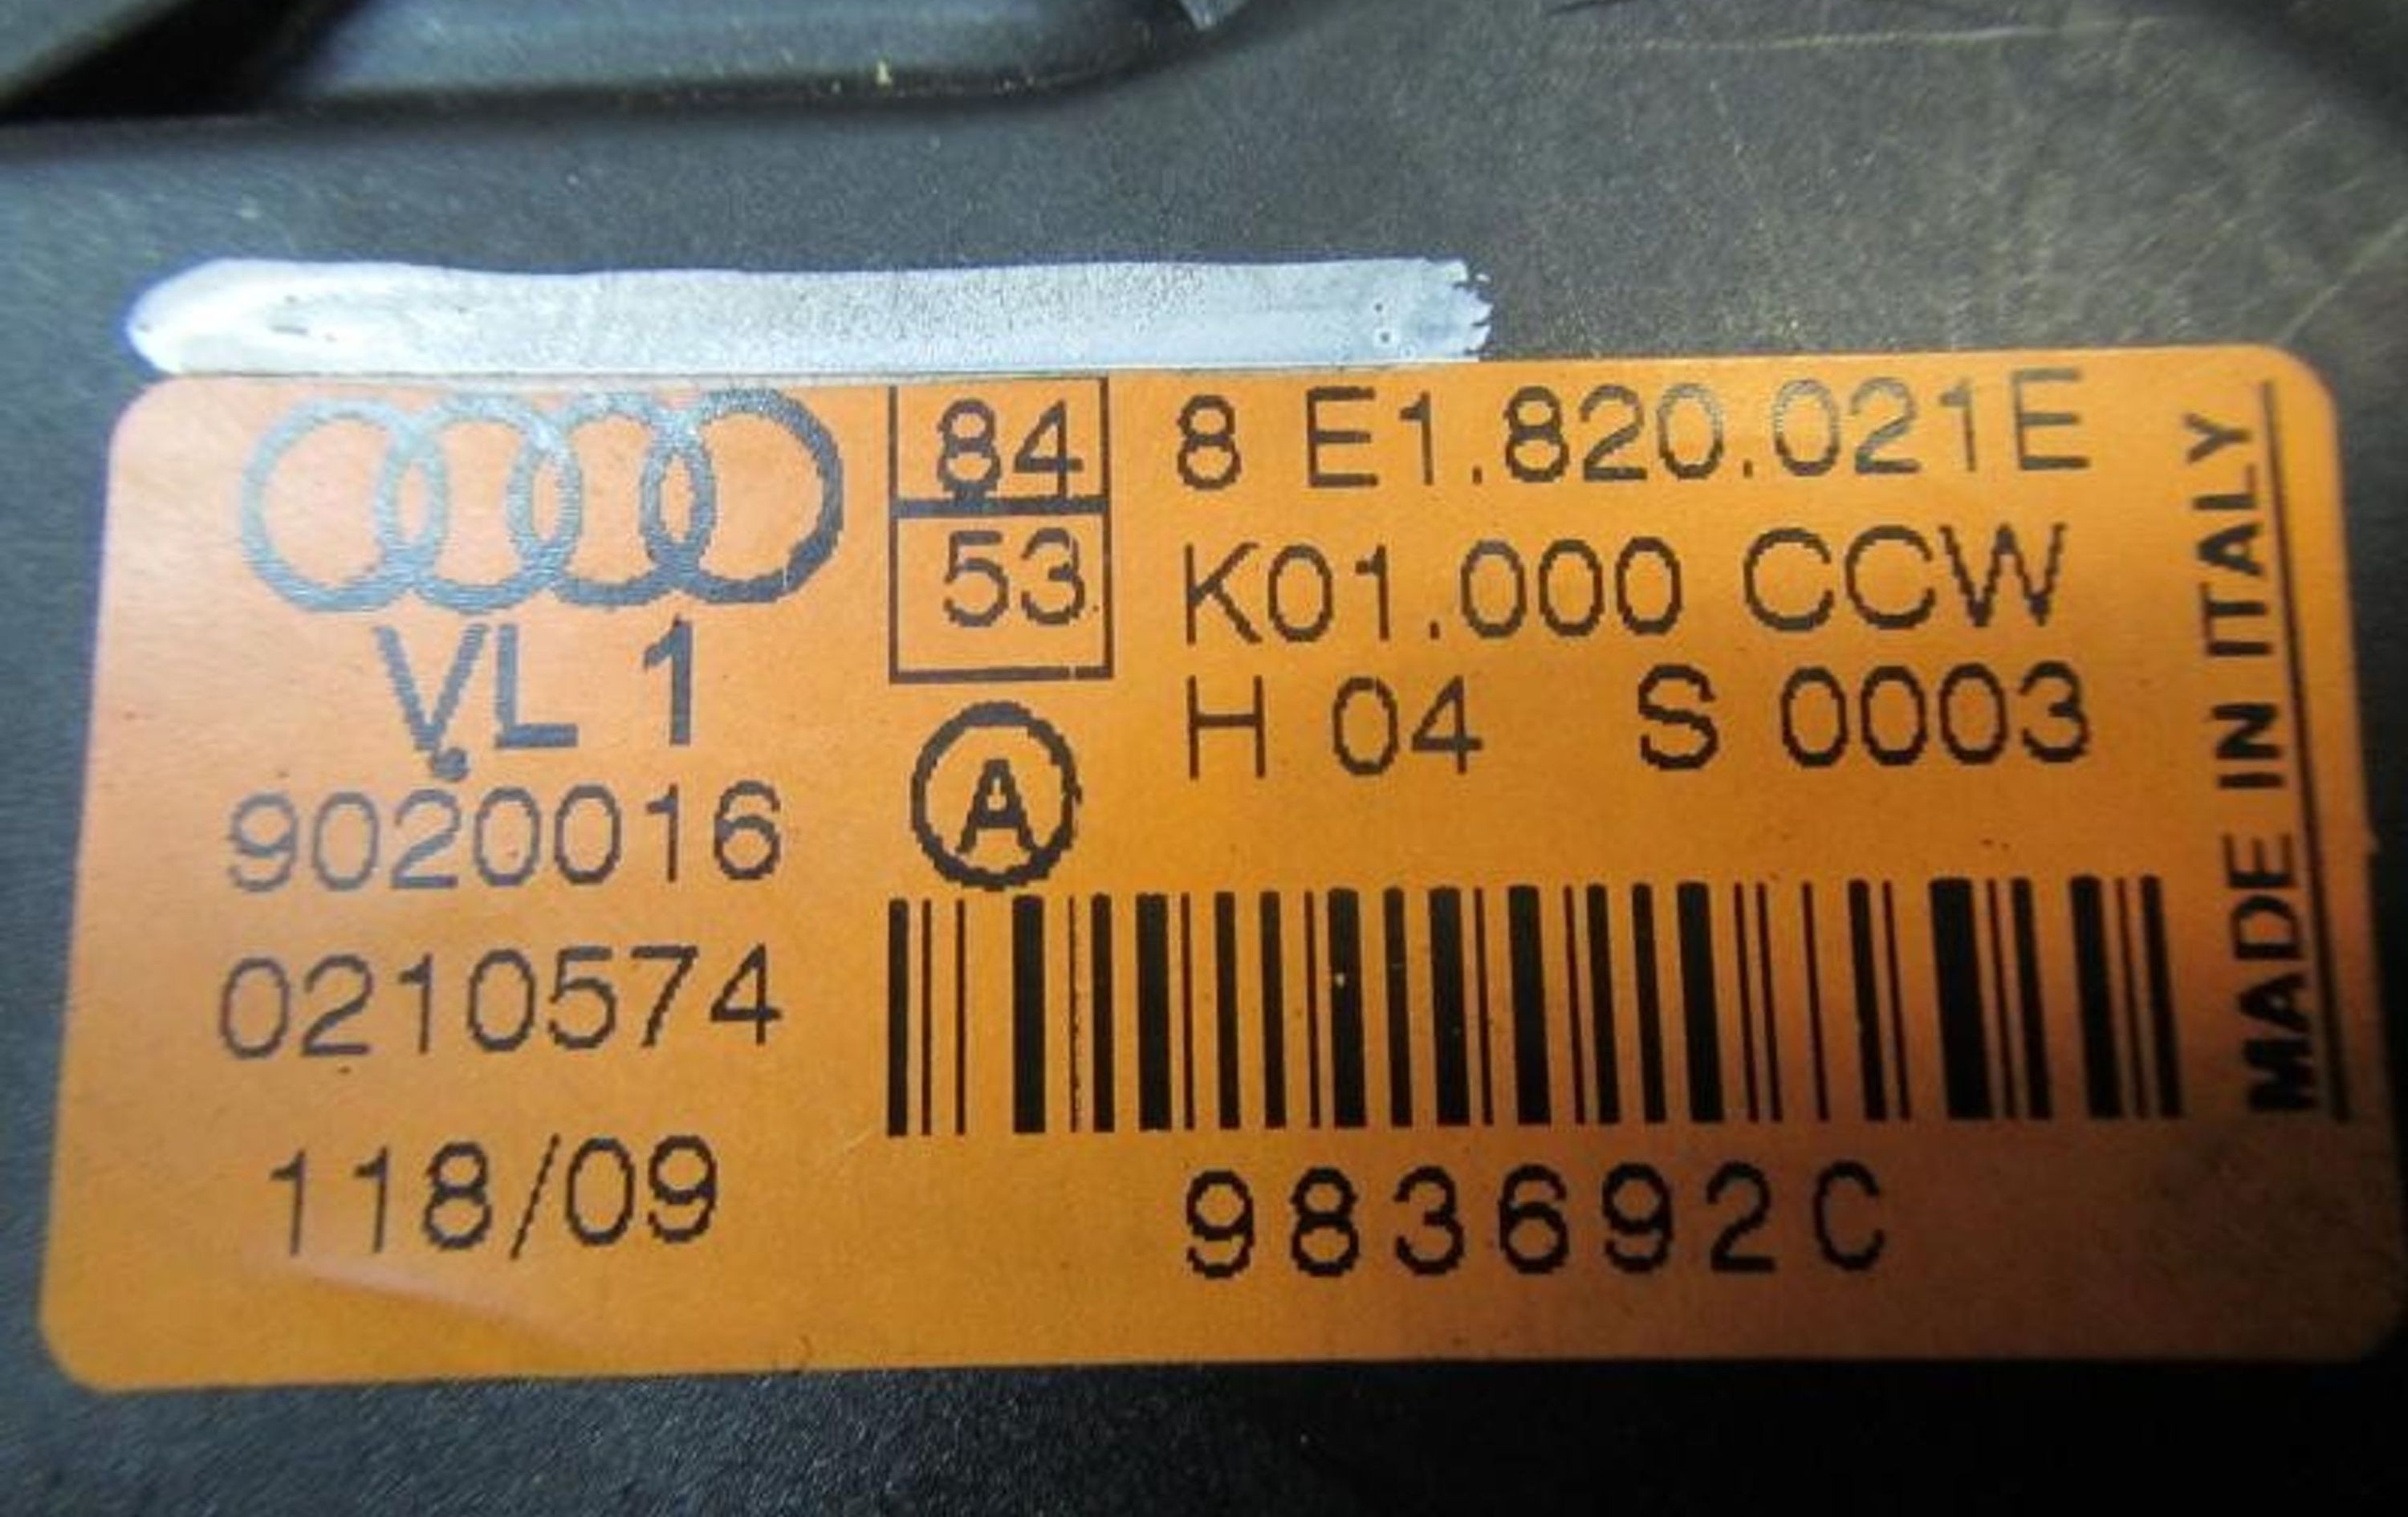 84
53
8 E1.820.021E
K01.000 CCW
H 04 S 0003
VL 1
9020016
0210574
118/09
A
983692C
MADE IN ITALY